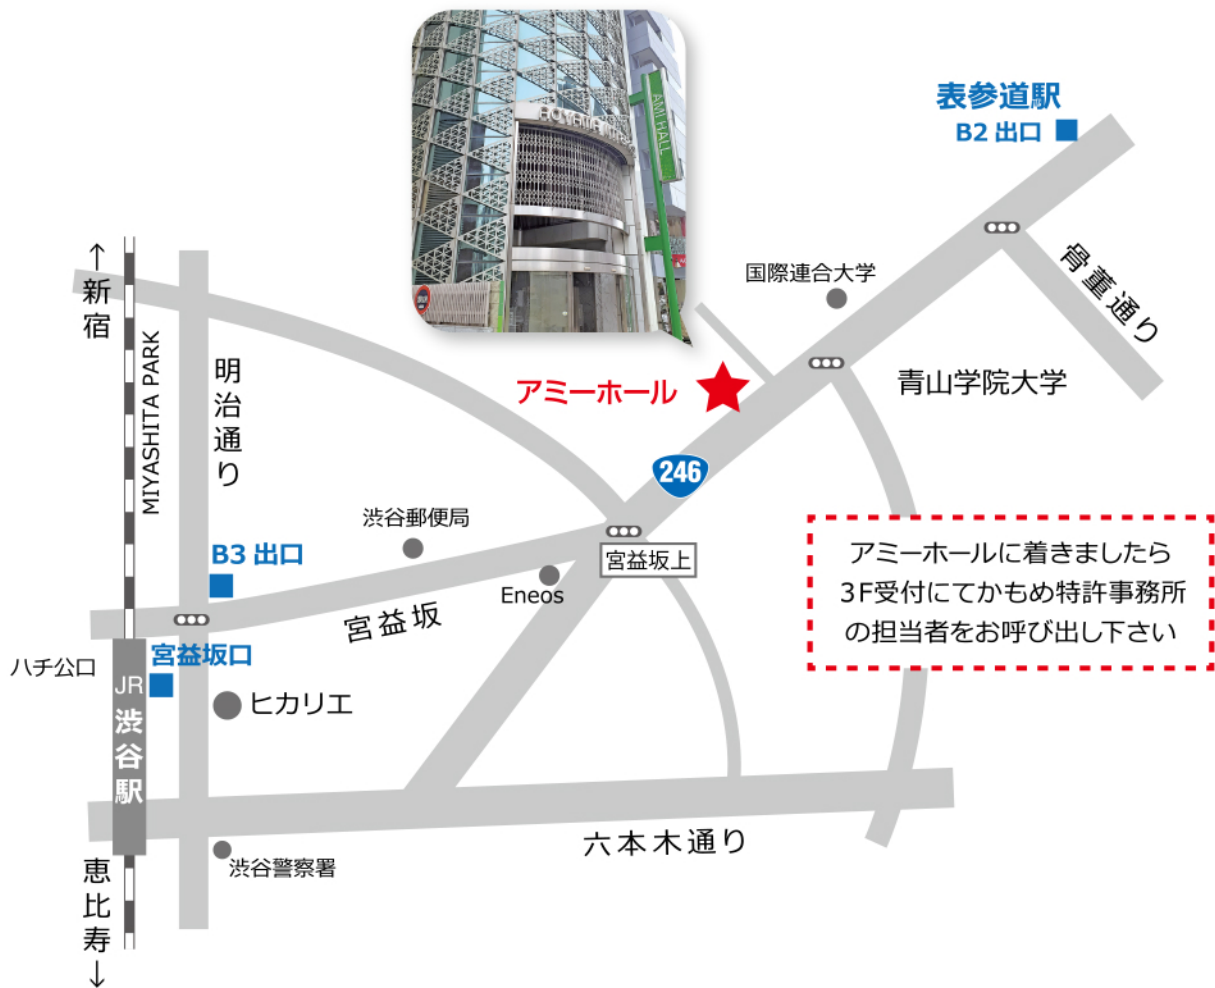 AMI HALL
表参道駅
B2 出口
国際連合大学
骨董通り
←新宿
MIYASHITA PARK
明治通り
アミーホール
青山学院大学
246
渋谷郵便局
宮益坂上
B3 出口
Eneos
宮益坂
アミーホールに着きましたら
3F受付にてかもめ特許事務所
の担当者をお呼び出し下さい
ハチ公口
宮益坂口
JR
渋谷駅
ヒカリエ
六本木通り
渋谷警察署
恵比寿→